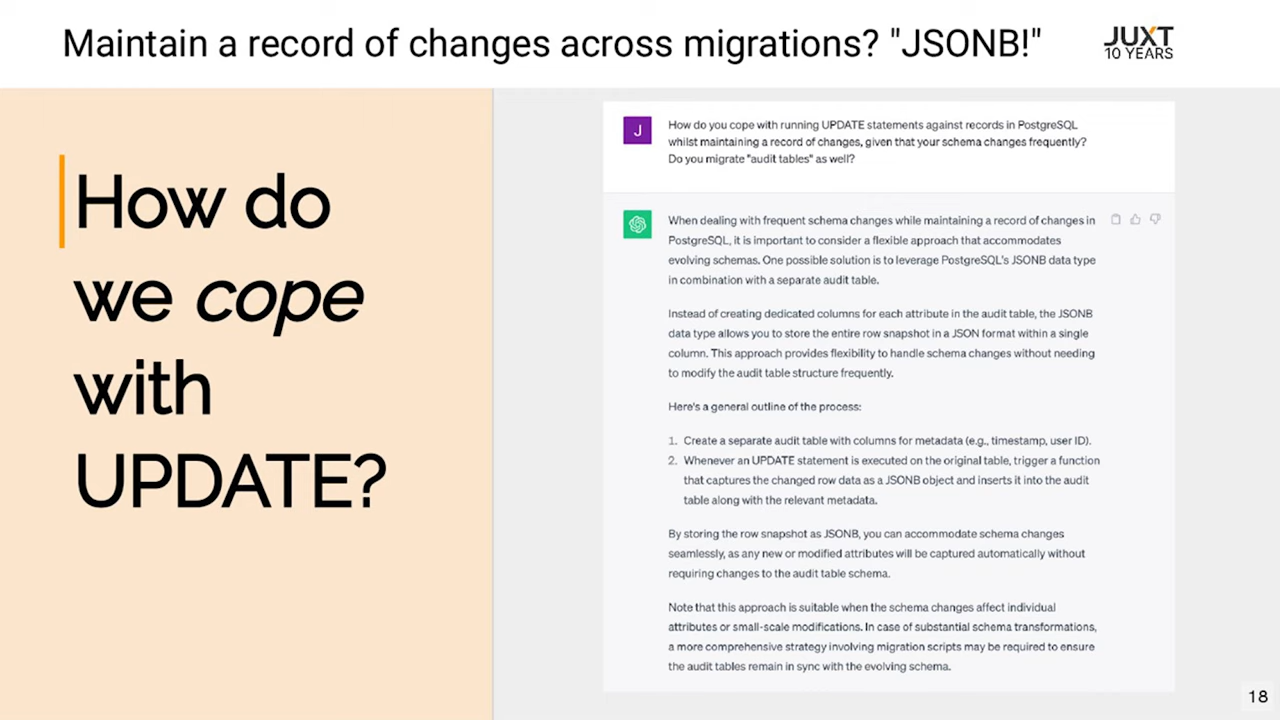 Maintain a record of changes across migrations? "JSONB!"
JUXT
10 YEARS
How do
we cope
with
UPDATE?
J
How do you cope with running UPDATE statements against records in PostgreSQL
whilst maintaining a record of changes, given that your schema changes frequently?
Do you migrate "audit tables" as well?
When dealing with frequent schema changes while maintaining a record of changes in
PostgreSQL, it is important to consider a flexible approach that accommodates
evolving schemas. One possible solution is to leverage PostgreSQL's JSONB data type
in combination with a separate audit table.
Instead of creating dedicated columns for each attribute in the audit table, the JSONB
data type allows you to store the entire row snapshot in a JSON format within a single
column. This approach provides flexibility to handle schema changes without needing
to modify the audit table structure frequently.
Here's a general outline of the process:
1. Create a separate audit table with columns for metadata (e.g., timestamp, user ID).
2. Whenever an UPDATE statement is executed on the original table, trigger a function
that captures the changed row data as a JSONB object and inserts it into the audit
table along with the relevant metadata.
By storing the row snapshot as JSONB, you can accommodate schema changes
seamlessly, as any new or modified attributes will be captured automatically without
requiring changes to the audit table schema.
Note that this approach is suitable when the schema changes affect individual
attributes or small-scale modifications. In case of substantial schema transformations,
a more comprehensive strategy involving migration scripts may be required to ensure
the audit tables remain in sync with the evolving schema.
18